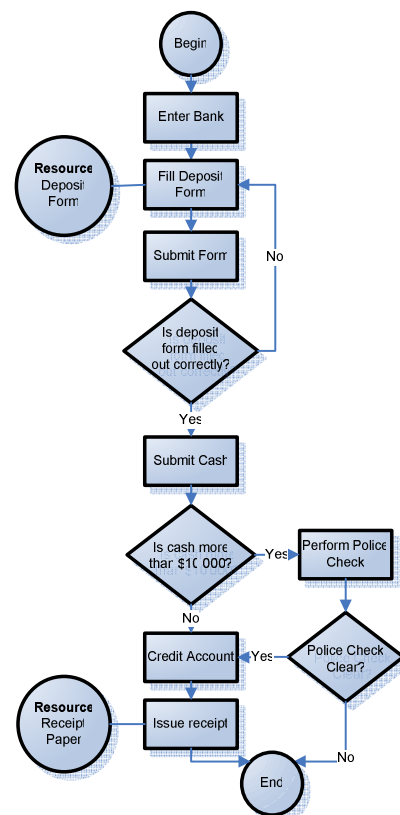 Begin
Enter Bank
Resource
Deposit
Form
Fill Deposit
Form
Submit Form
No
Is deposit
form filled
out correctly?
Yes
Submit Cash
Is cash more
than $10 000?
Yes
Perform Police
Check
No
Credit Account
Yes
Police Check
Clear?
Resource
Receipt
Paper
Issue receipt
No
End